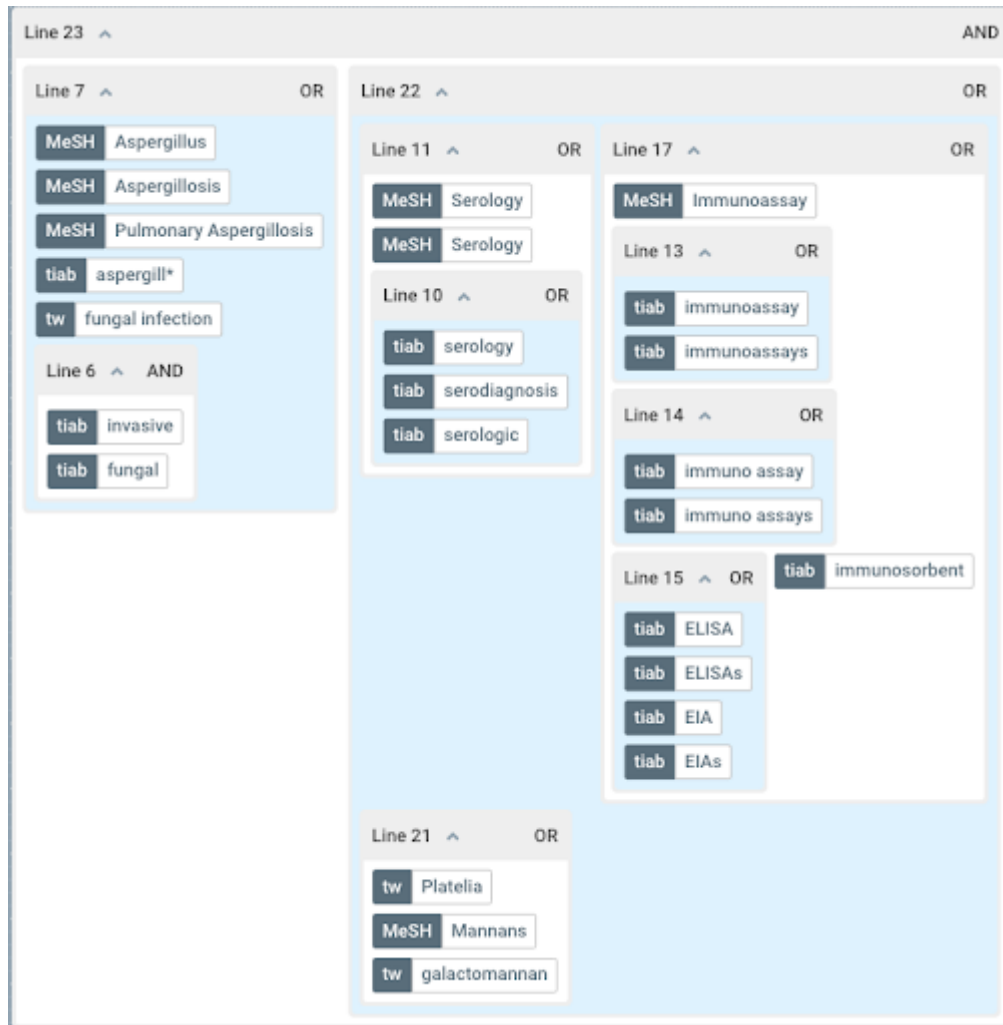 Line 23 AND
Line 7 OR
MeSH Aspergillus
MeSH Aspergillosis
MeSH Pulmonary Aspergillosis
tiab aspergill*
tw fungal infection
Line 6 AND
tiab invasive
tiab fungal
Line 22 OR
Line 11 OR
MeSH Serology
MeSH Serology
Line 10 OR
tiab serology
tiab serodiagnosis
tiab serologic
Line 17 OR
MeSH Immunoassay
Line 13 OR
tiab immunoassay
tiab immunoassays
Line 14 OR
tiab immuno assay
tiab immuno assays
Line 15 OR
tiab ELISA
tiab ELISAs
tiab EIA
tiab EIAs
tiab immunosorbent
Line 21 OR
tw Platelia
MeSH Mannans
tw galactomannan